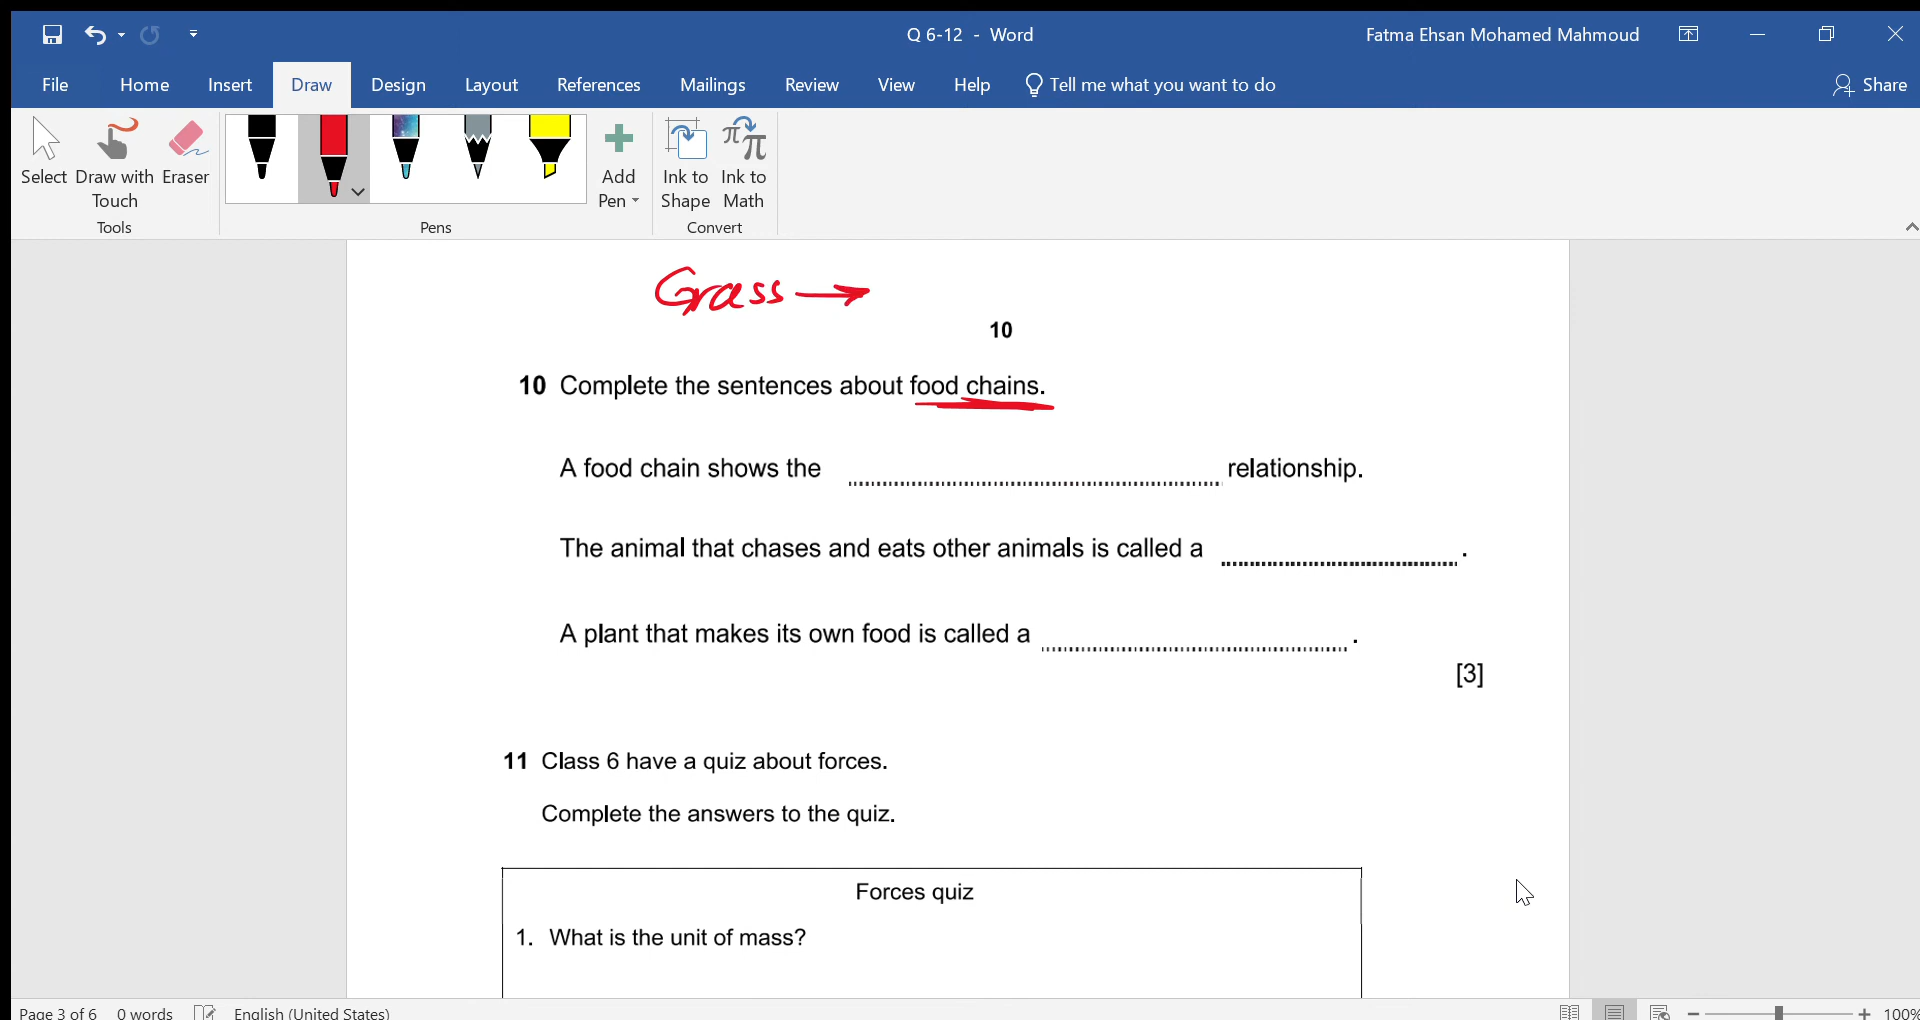 Q 6-12 - Word
Fatma Ehsan Mohamed Mahmoud
File Home Insert Draw Design Layout References Mailings Review View Help Tell me what you want to do Share
Select Draw with Touch Eraser
Add Pen
Ink to Shape Ink to Math
Tools Pens Convert
Grass →
10
10 Complete the sentences about food chains.
A food chain shows the ........................................ relationship.
The animal that chases and eats other animals is called a ........................................ .
A plant that makes its own food is called a ........................................ .
[3]
11 Class 6 have a quiz about forces.
Complete the answers to the quiz.
Forces quiz
1. What is the unit of mass?
Page 3 of 6 0 words English (United States) 100%